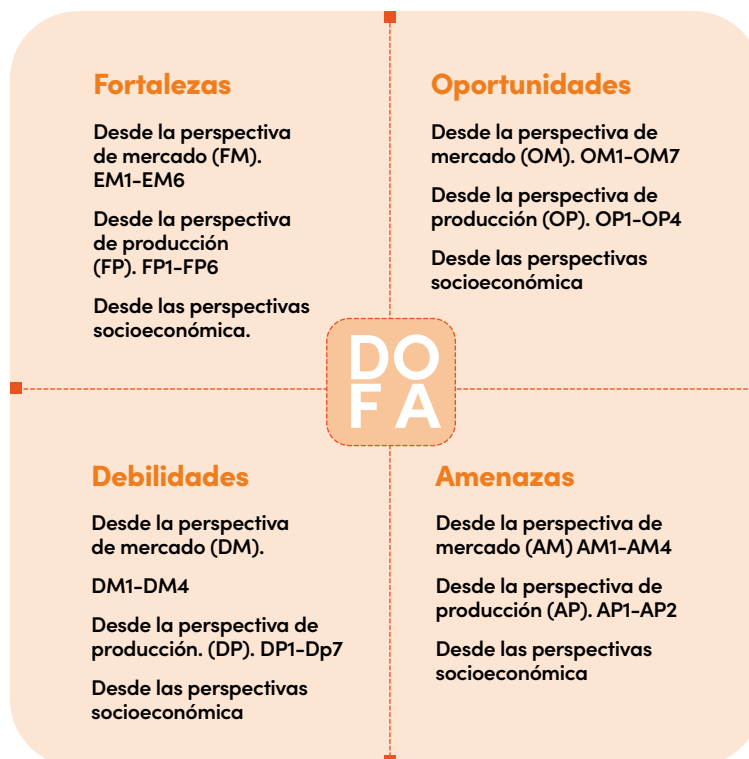 Fortalezas
Desde la perspectiva
de mercado (FM).
EM1-EM6
Desde la perspectiva
de producción
(FP). FP1-FP6
Desde las perspectivas
socioeconómica.
Oportunidades
Desde la perspectiva de
mercado (OM). OM1-OM7
Desde la perspectiva de
producción (OP). OP1-OP4
Desde las perspectivas
socioeconómica
DO
FA
Debilidades
Desde la perspectiva
de mercado (DM).
DM1-DM4
Desde la perspectiva de
producción. (DP). DP1-Dp7
Desde las perspectivas
socioeconómica
Amenazas
Desde la perspectiva de
mercado (AM) AM1-AM4
Desde la perspectiva de
producción (AP). AP1-AP2
Desde las perspectivas
socioeconómica